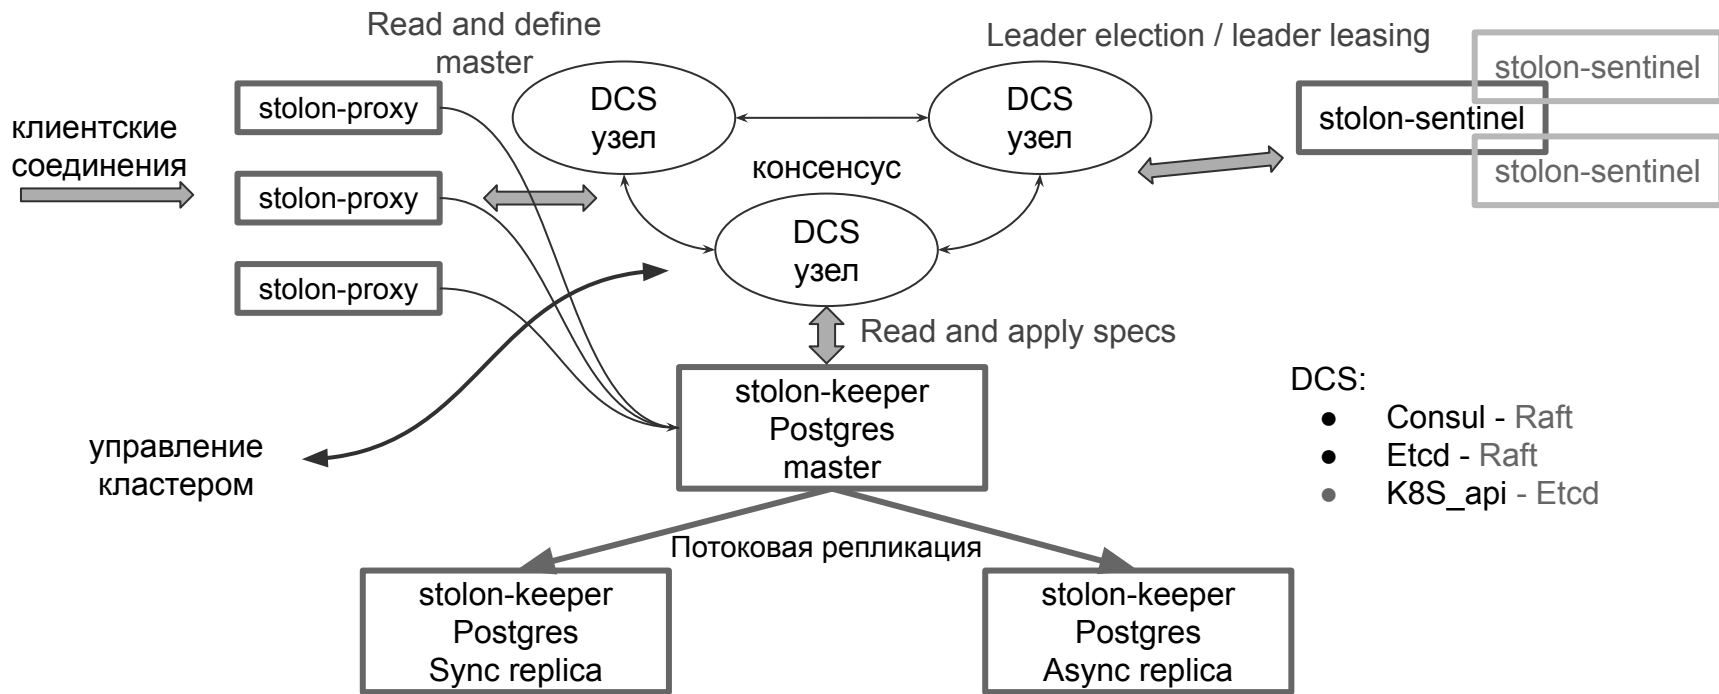 Read and define
master
Leader election / leader leasing
stolon-sentinel
stolon-sentinel
stolon-sentinel
клиентские
соединения
stolon-proxy
stolon-proxy
stolon-proxy
DCS
узел
DCS
узел
консенсус
DCS
узел
Read and apply specs
управление
кластером
stolon-keeper
Postgres
master
DCS:
● Consul - Raft
● Etcd - Raft
● K8S_api - Etcd
Потоковая репликация
stolon-keeper
Postgres
Sync replica
stolon-keeper
Postgres
Async replica